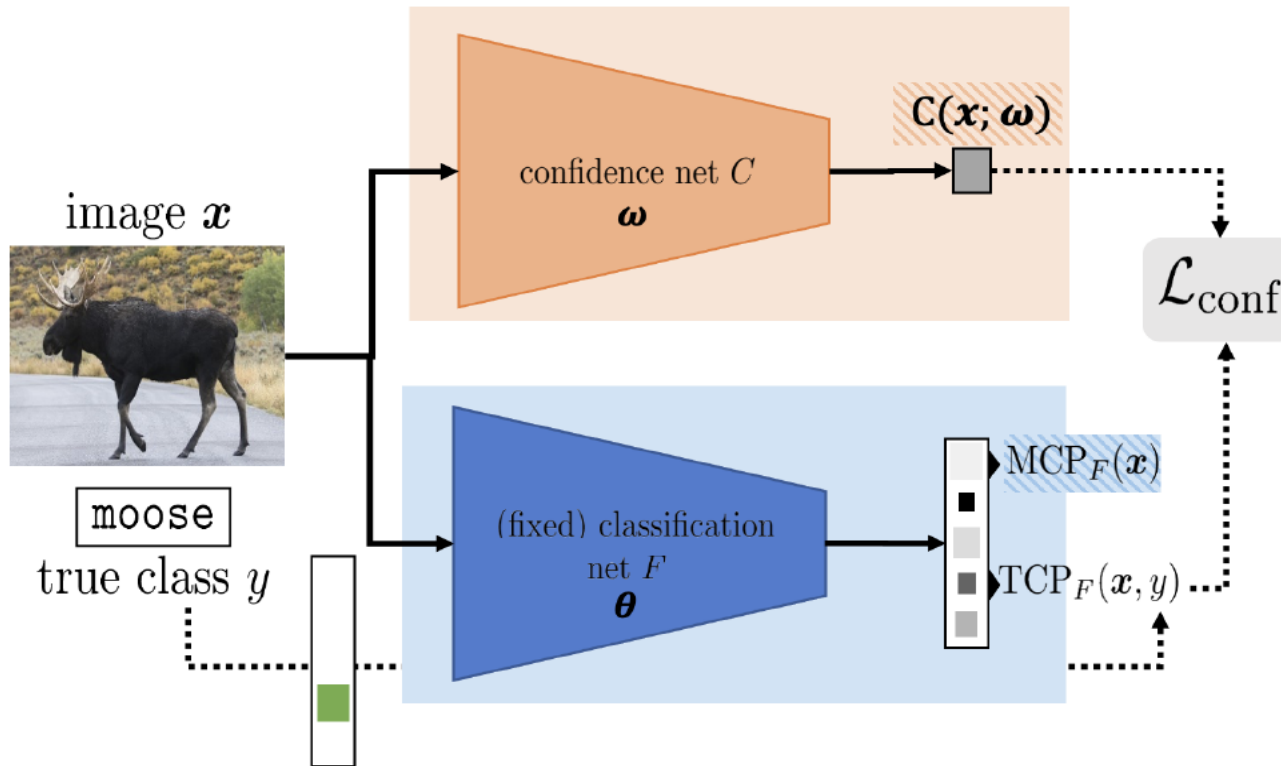 C(x; ω)
confidence net C
ω
image x
ℒconf
MCP_F(x)
moose
(fixed) classification
net F
θ
TCP_F(x, y)
true class y